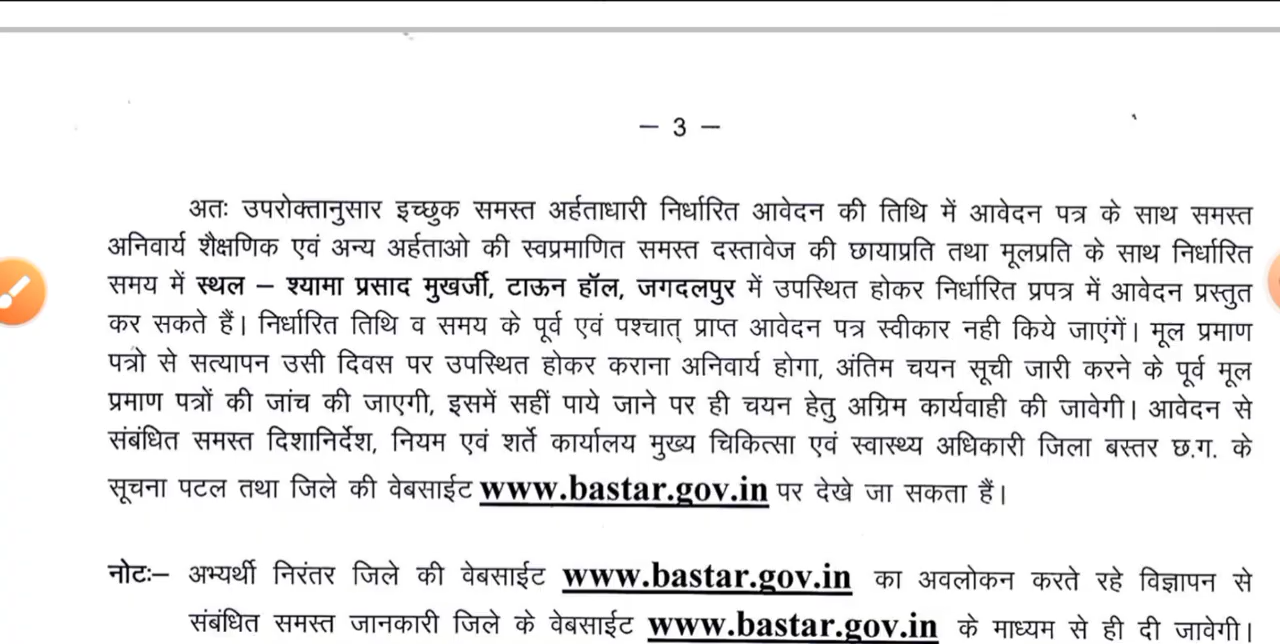 — 3 —
अतः उपरोक्तानुसार इच्छुक समस्त अर्हताधारी निर्धारित आवेदन की तिथि में आवेदन पत्र के साथ समस्त
अनिवार्य शैक्षणिक एवं अन्य अर्हताओ की स्वप्रमाणित समस्त दस्तावेज की छायाप्रति तथा मूलप्रति के साथ निर्धारित
समय में स्थल – श्यामा प्रसाद मुखर्जी, टाऊन हॉल, जगदलपुर में उपस्थित होकर निर्धारित प्रपत्र में आवेदन प्रस्तुत
कर सकते हैं। निर्धारित तिथि व समय के पूर्व एवं पश्चात् प्राप्त आवेदन पत्र स्वीकार नही किये जाएंगें। मूल प्रमाण
पत्रो से सत्यापन उसी दिवस पर उपस्थित होकर कराना अनिवार्य होगा, अंतिम चयन सूची जारी करने के पूर्व मूल
प्रमाण पत्रों की जांच की जाएगी, इसमें सहीं पाये जाने पर ही चयन हेतु अग्रिम कार्यवाही की जावेगी। आवेदन से
संबंधित समस्त दिशानिर्देश, नियम एवं शर्ते कार्यालय मुख्य चिकित्सा एवं स्वास्थ्य अधिकारी जिला बस्तर छ.ग. के
सूचना पटल तथा जिले की वेबसाईट www.bastar.gov.in पर देखे जा सकता हैं।
नोटः– अभ्यर्थी निरंतर जिले की वेबसाईट www.bastar.gov.in का अवलोकन करते रहे विज्ञापन से
संबंधित समस्त जानकारी जिले के वेबसाईट www.bastar.gov.in के माध्यम से ही दी जावेगी।